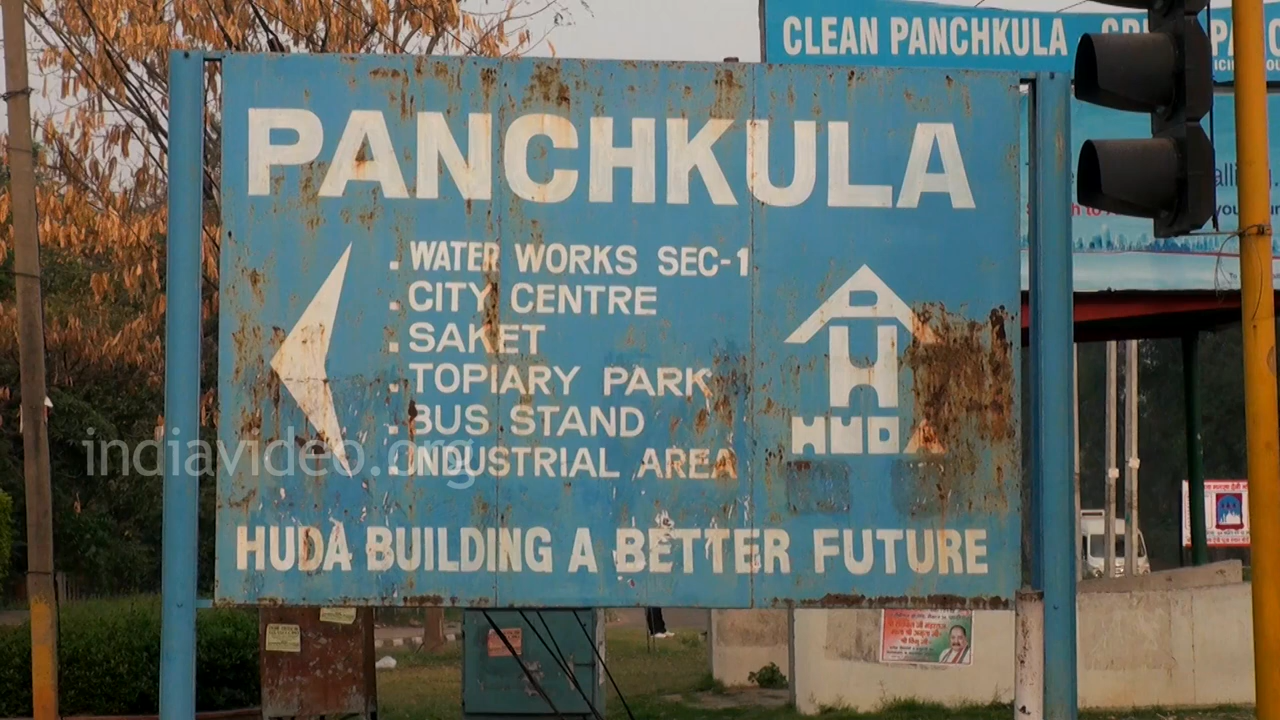 CLEAN PANCHKULA
PANCHKULA
. WATER WORKS SEC-1
. CITY CENTRE
. SAKET
. TOPIARY PARK
. BUS STAND
. INDUSTRIAL AREA
HUDA
HUDA BUILDING A BETTER FUTURE
indiavideo.org